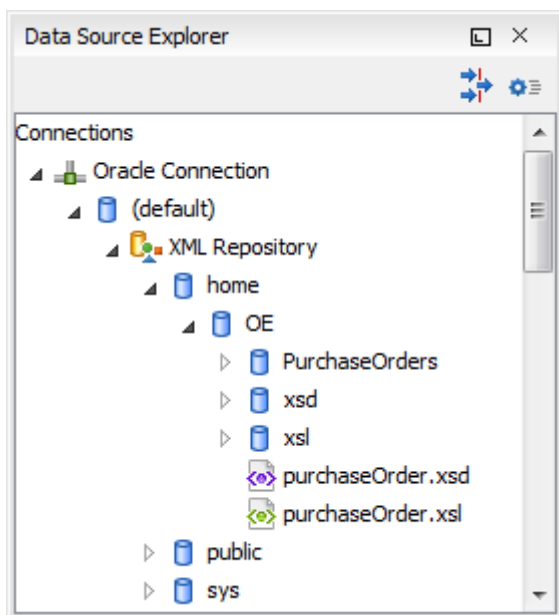 Data Source Explorer
Connections
Oracle Connection
(default)
XML Repository
home
OE
PurchaseOrders
xsd
xsl
purchaseOrder.xsd
purchaseOrder.xsl
public
sys